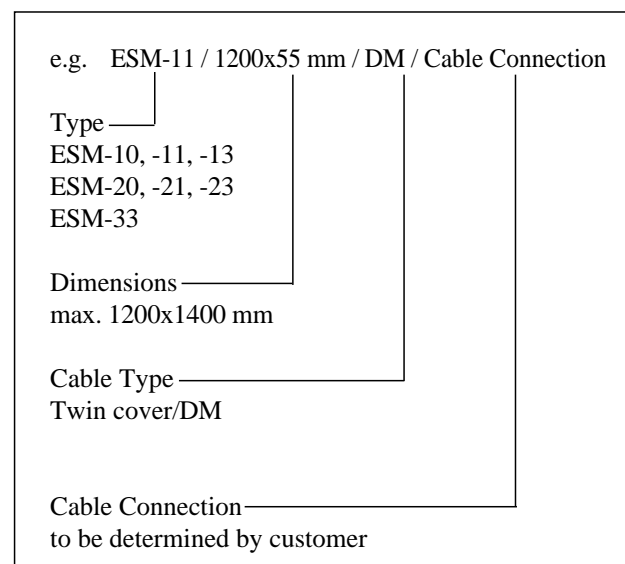 e.g. ESM-11 / 1200x55 mm / DM / Cable Connection
Type
ESM-10, -11, -13
ESM-20, -21, -23
ESM-33
Dimensions
max. 1200x1400 mm
Cable Type
Twin cover/DM
Cable Connection
to be determined by customer